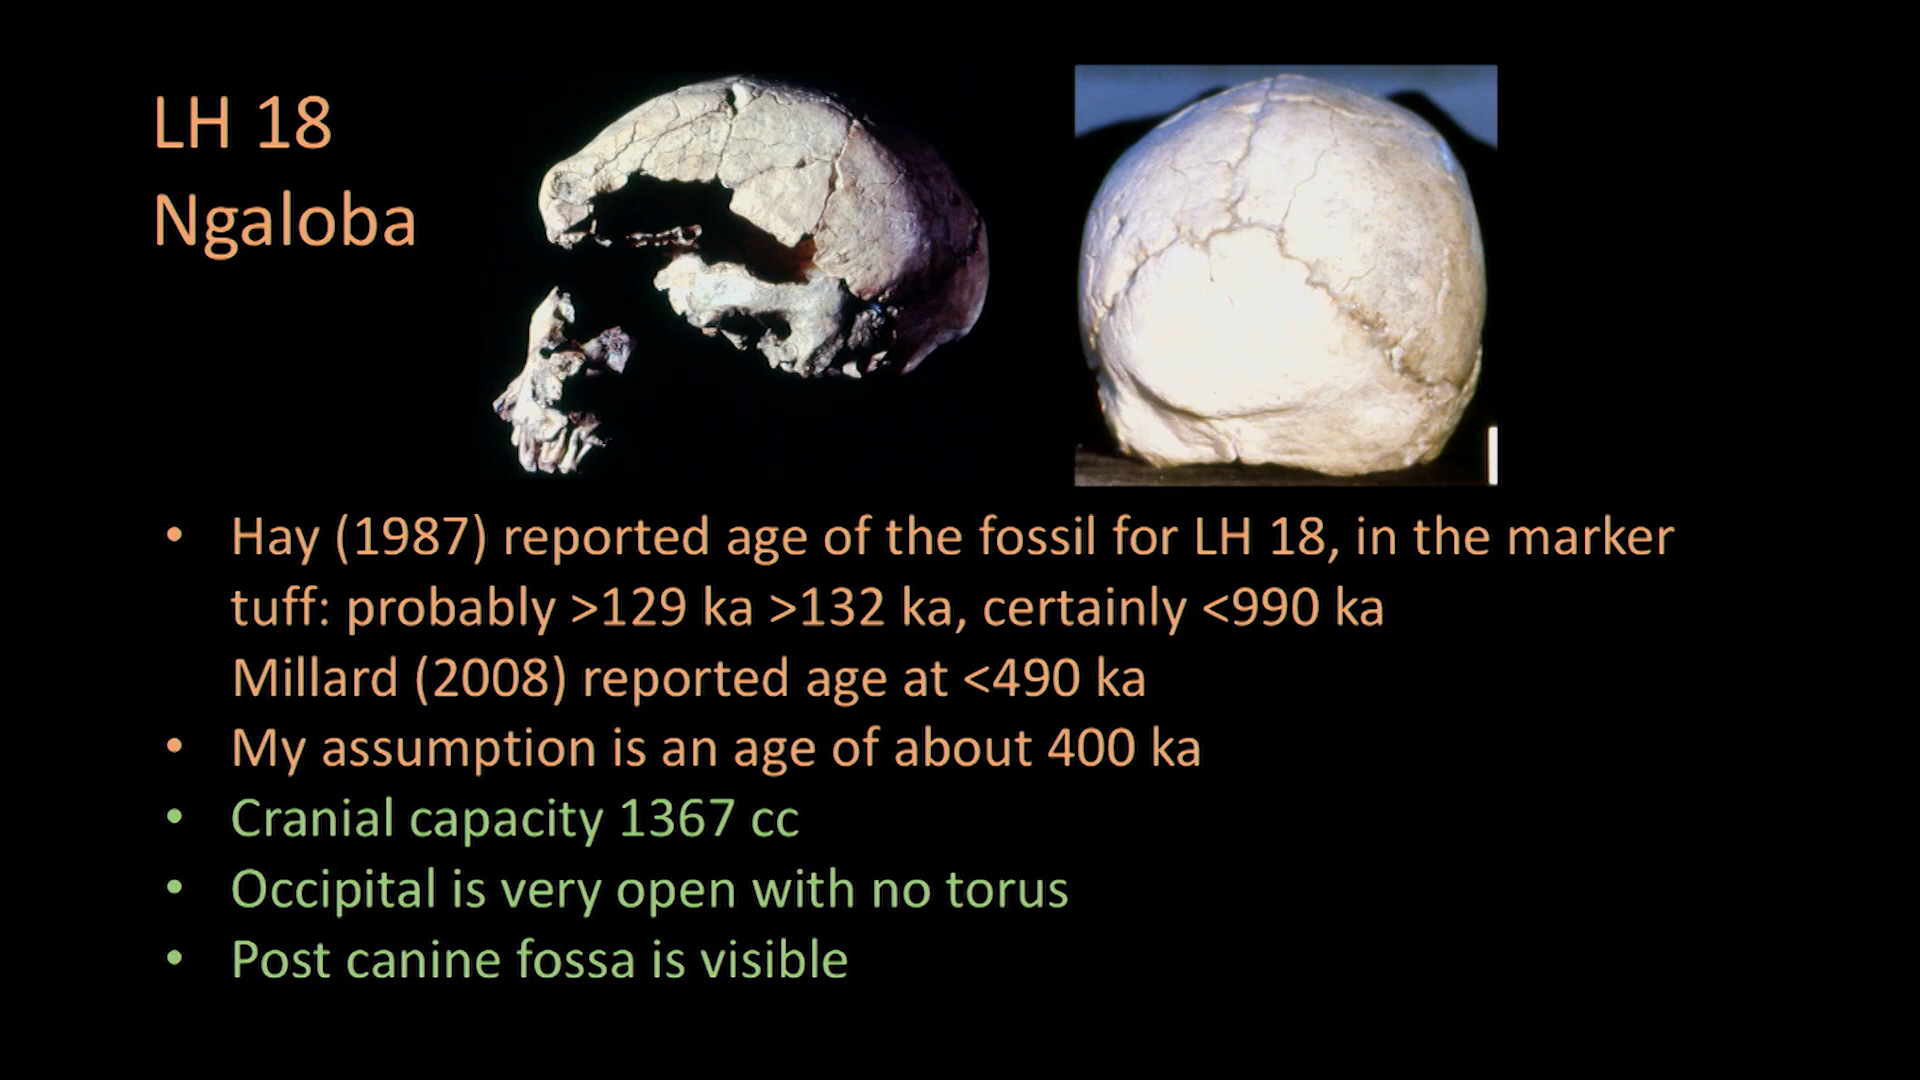 LH 18
Ngaloba
• Hay (1987) reported age of the fossil for LH 18, in the marker
tuff: probably >129 ka >132 ka, certainly <990 ka
Millard (2008) reported age at <490 ka
• My assumption is an age of about 400 ka
• Cranial capacity 1367 cc
• Occipital is very open with no torus
• Post canine fossa is visible